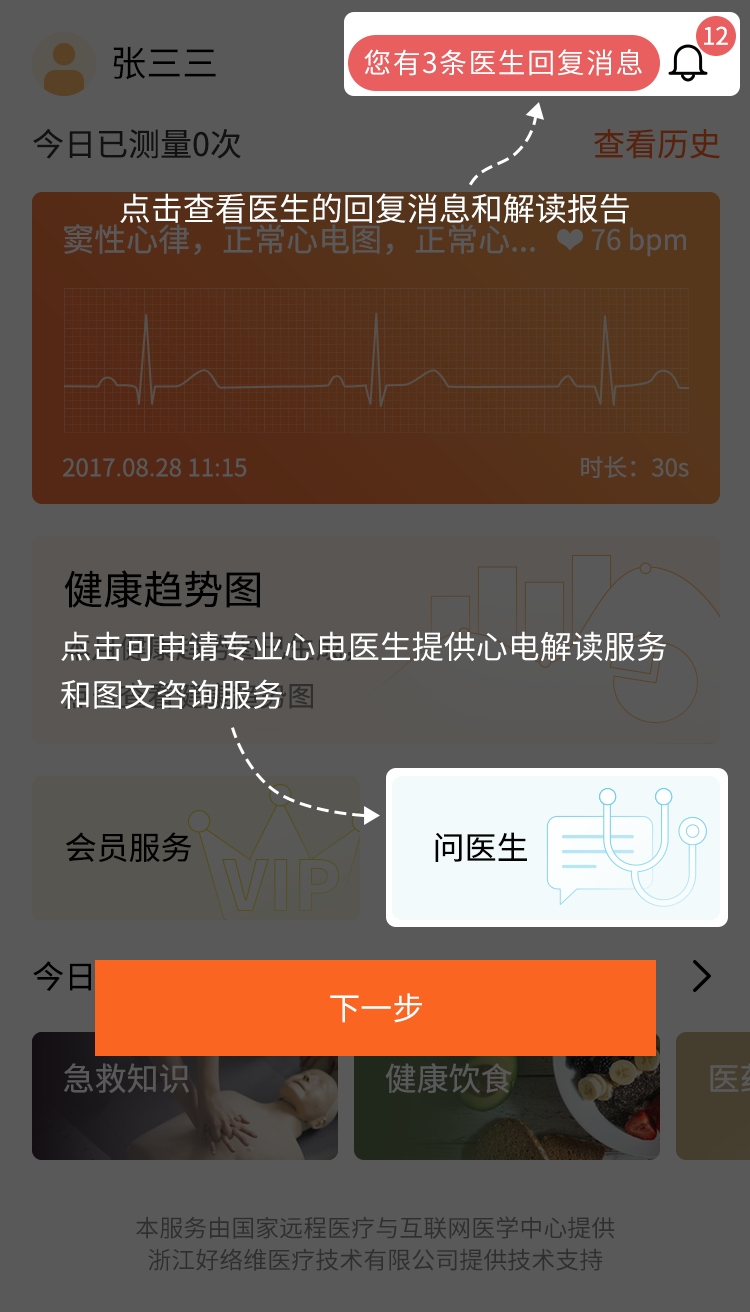 12
您有3条医生回复消息
张三三
今日已测量0次
查看历史
点击查看医生的回复消息和解读报告
窦性心律，正常心电图，正常心...
76 bpm
2017.08.28 11:15
时长：30s
健康趋势图
点击可申请专业心电医生提供心电解读服务
和图文咨询服务
会员服务
VIP
问医生
今日
下一步
急救知识
健康饮食
医药
本服务由国家远程医疗与互联网医学中心提供
浙江好络维医疗技术有限公司提供技术支持